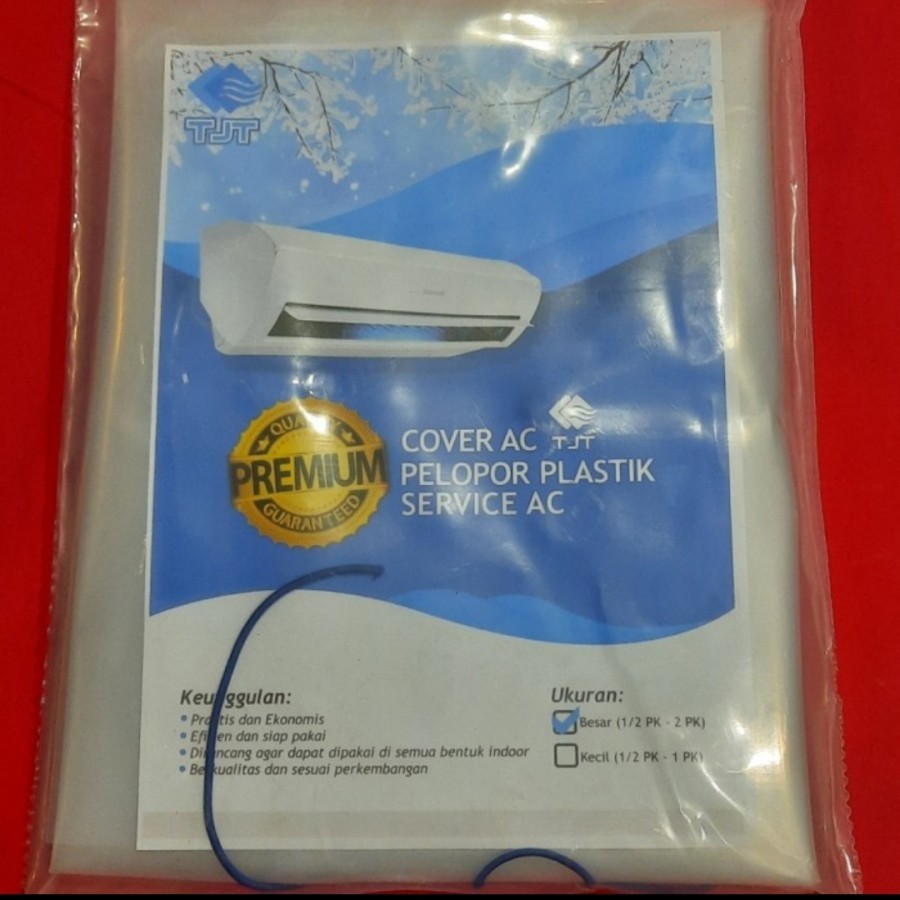 TJT
QUALITY
PREMIUM
GUARANTEED
COVER AC TJT
PELOPOR PLASTIK
SERVICE AC
Keunggulan:
• Praktis dan Ekonomis
• Efisien dan siap pakai
• Dirancang agar dapat dipakai di semua bentuk indoor
• Berkualitas dan sesuai perkembangan
Ukuran:
Besar (1/2 PK - 2 PK)
Kecil (1/2 PK - 1 PK)